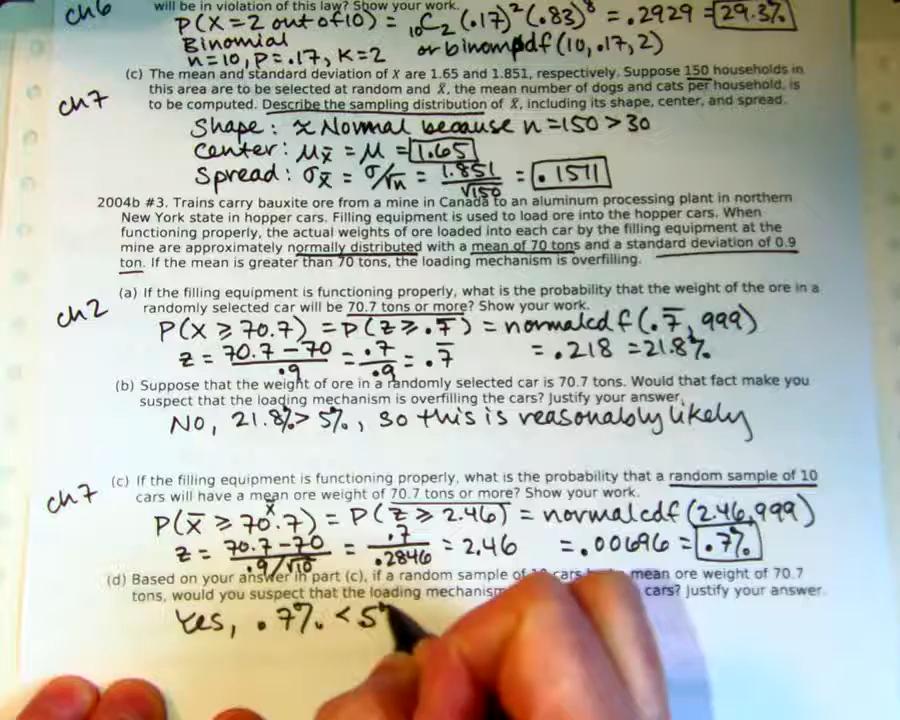 ch6
will be in violation of this law? Show your work.
P(X=2 out of 10) = ₁₀C₂ (.17)² (.83)⁸ = .2929 = 29.3%
Binomial
n=10, p=.17, K=2 or binompdf(10,.17,2)
ch7
(c) The mean and standard deviation of X are 1.65 and 1.851, respectively. Suppose 150 households in
this area are to be selected at random and X̄, the mean number of dogs and cats per household, is
to be computed. Describe the sampling distribution of X̄, including its shape, center, and spread.
Shape: ≈ Normal because n=150 > 30
Center: μx̄ = μ = 1.65
Spread: σx̄ = σ/√n = 1.851/√150 = .1511
2004b #3. Trains carry bauxite ore from a mine in Canada to an aluminum processing plant in northern
New York state in hopper cars. Filling equipment is used to load ore into the hopper cars. When
functioning properly, the actual weights of ore loaded into each car by the filling equipment at the
mine are approximately normally distributed with a mean of 70 tons and a standard deviation of 0.9
ton. If the mean is greater than 70 tons, the loading mechanism is overfilling.
ch2
(a) If the filling equipment is functioning properly, what is the probability that the weight of the ore in a
randomly selected car will be 70.7 tons or more? Show your work.
P(X ≥ 70.7) = P(Z ≥ .7̅) = normalcdf(.7̅, 999)
z = 70.7-70/.9 = .7/.9 = .7̅ = .218 = 21.8%
(b) Suppose that the weight of ore in a randomly selected car is 70.7 tons. Would that fact make you
suspect that the loading mechanism is overfilling the cars? Justify your answer.
No, 21.8% > 5%, so this is reasonably likely
ch7
(c) If the filling equipment is functioning properly, what is the probability that a random sample of 10
cars will have a mean ore weight of 70.7 tons or more? Show your work.
x̄
P(X̄ ≥ 70.7) = P(Z ≥ 2.46) = normalcdf(2.46,999)
z = 70.7-70/.9/√10 = .7/.2846 = 2.46 = .00696 = .7%
(d) Based on your answer in part (c), if a random sample of 10 cars mean ore weight of 70.7
tons, would you suspect that the loading mechanism cars? Justify your answer.
Yes, .7% < 5